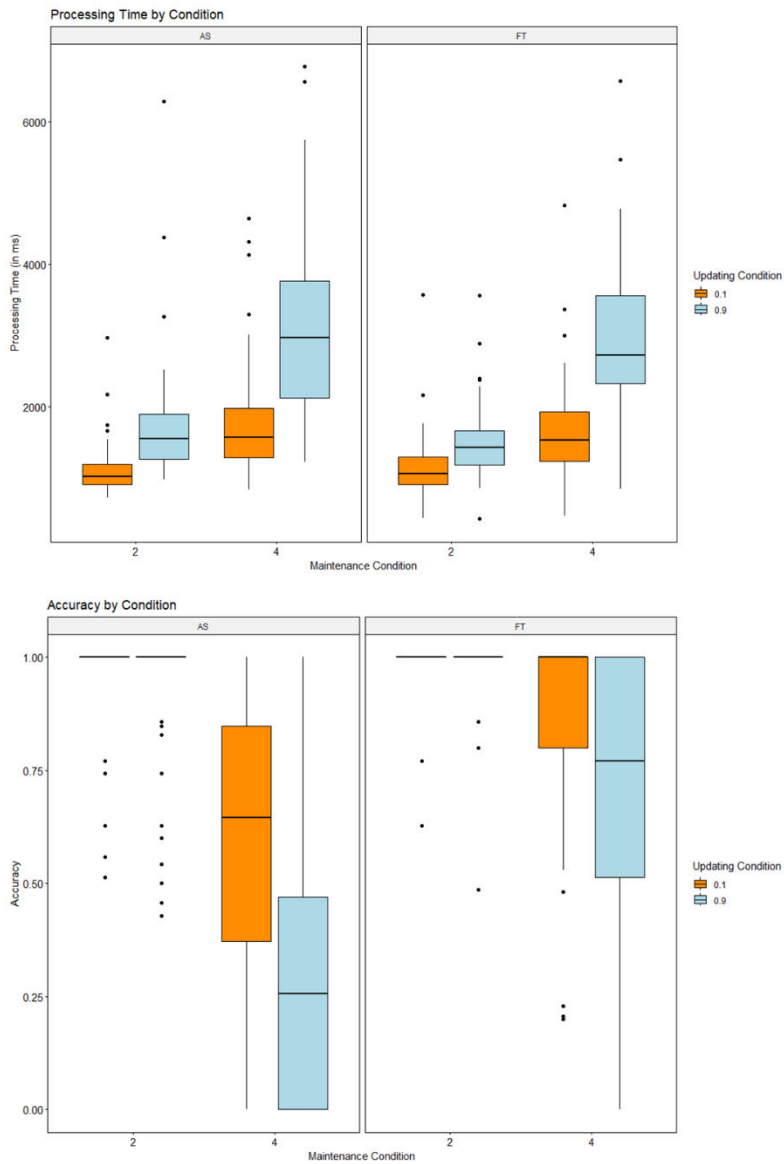 Processing Time by Condition
AS
FT
6000
4000
2000
Processing Time (in ms)
2
4
2
4
Maintenance Condition
Updating Condition
0.1
0.9
Accuracy by Condition
AS
FT
1.00
0.75
0.50
0.25
0.00
Accuracy
2
4
2
4
Maintenance Condition
Updating Condition
0.1
0.9